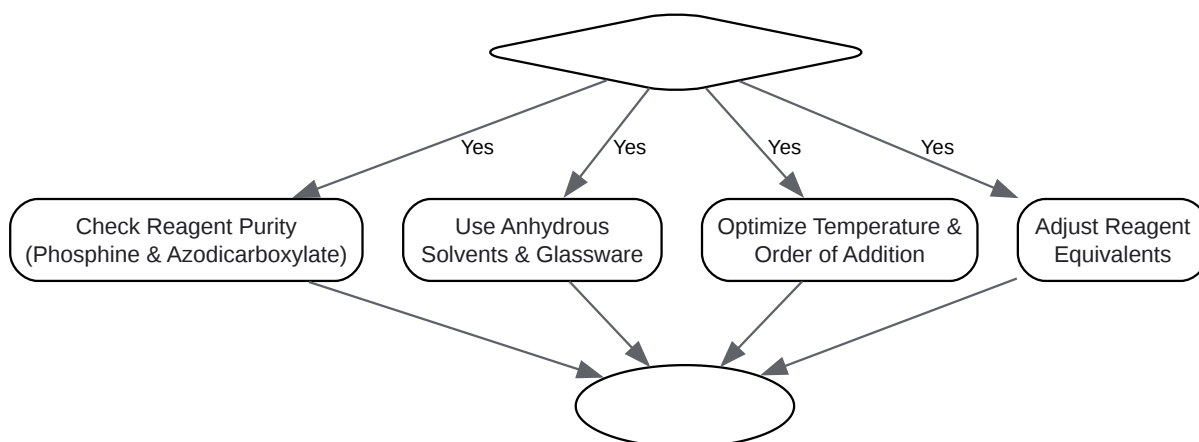 Yes
Yes
Yes
Yes
Check Reagent Purity
(Phosphine & Azodicarboxylate)
Use Anhydrous
Solvents & Glassware
Optimize Temperature &
Order of Addition
Adjust Reagent
Equivalents